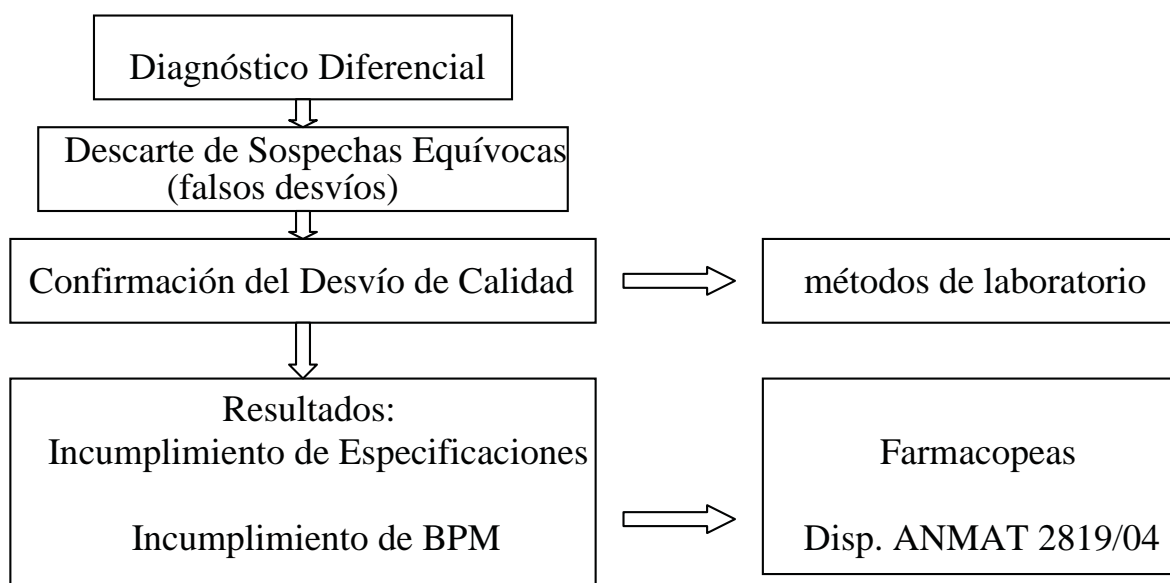 Diagnóstico Diferencial
Descarte de Sospechas Equívocas
(falsos desvíos)
Confirmación del Desvío de Calidad
métodos de laboratorio
Resultados:
Incumplimiento de Especificaciones
Incumplimiento de BPM
Farmacopeas
Disp. ANMAT 2819/04